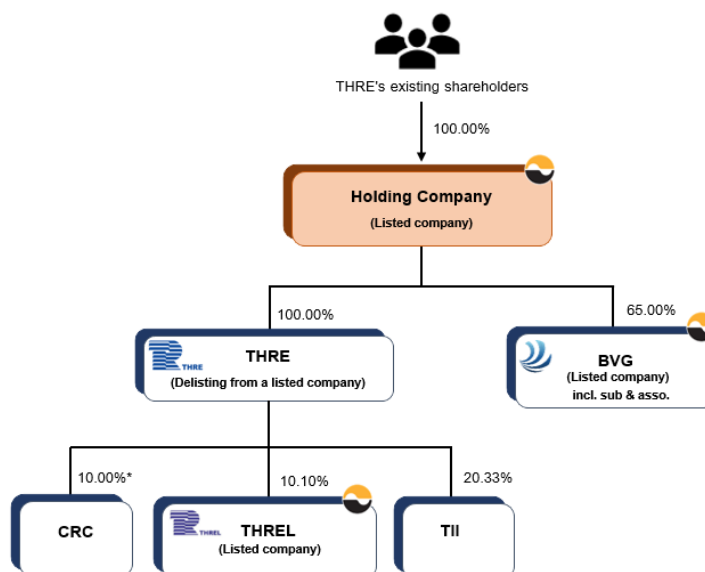 THRE's existing shareholders
100.00%
Holding Company
(Listed company)
100.00%
65.00%
THRE
THRE
(Delisting from a listed company)
BVG
(Listed company)
incl. sub & asso.
10.00%*
10.10%
20.33%
CRC
THREL
THREL
(Listed company)
TII